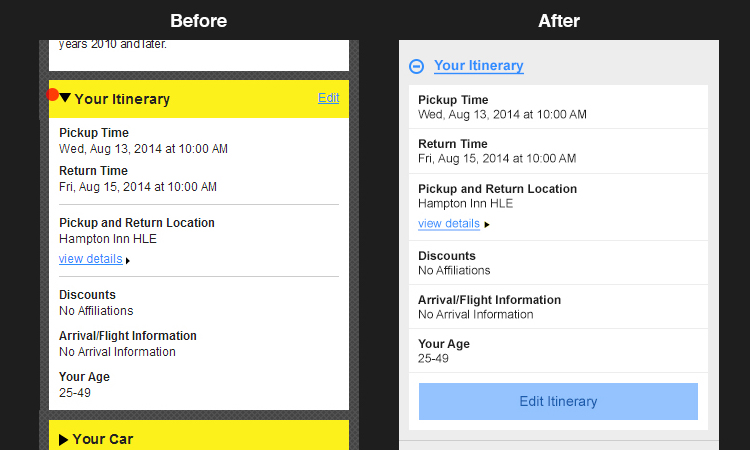 Before
years 2010 and later.
Your Itinerary Edit
Pickup Time
Wed, Aug 13, 2014 at 10:00 AM
Return Time
Fri, Aug 15, 2014 at 10:00 AM
Pickup and Return Location
Hampton Inn HLE
view details
Discounts
No Affiliations
Arrival/Flight Information
No Arrival Information
Your Age
25-49
Your Car
After
Your Itinerary
Pickup Time
Wed, Aug 13, 2014 at 10:00 AM
Return Time
Fri, Aug 15, 2014 at 10:00 AM
Pickup and Return Location
Hampton Inn HLE
view details
Discounts
No Affiliations
Arrival/Flight Information
No Arrival Information
Your Age
25-49
Edit Itinerary